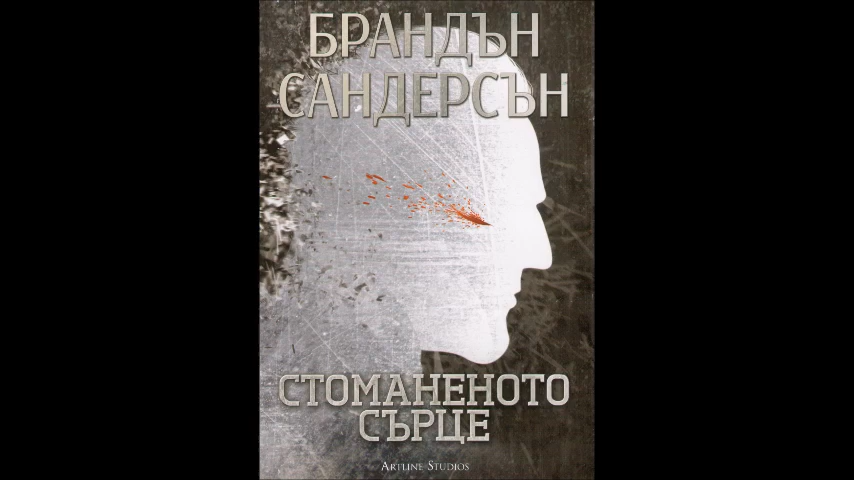 БРАНДЪН
САНДЕРСЪН
СТОМАНЕНОТО
СЪРЦЕ
ARTLINE STUDIOS